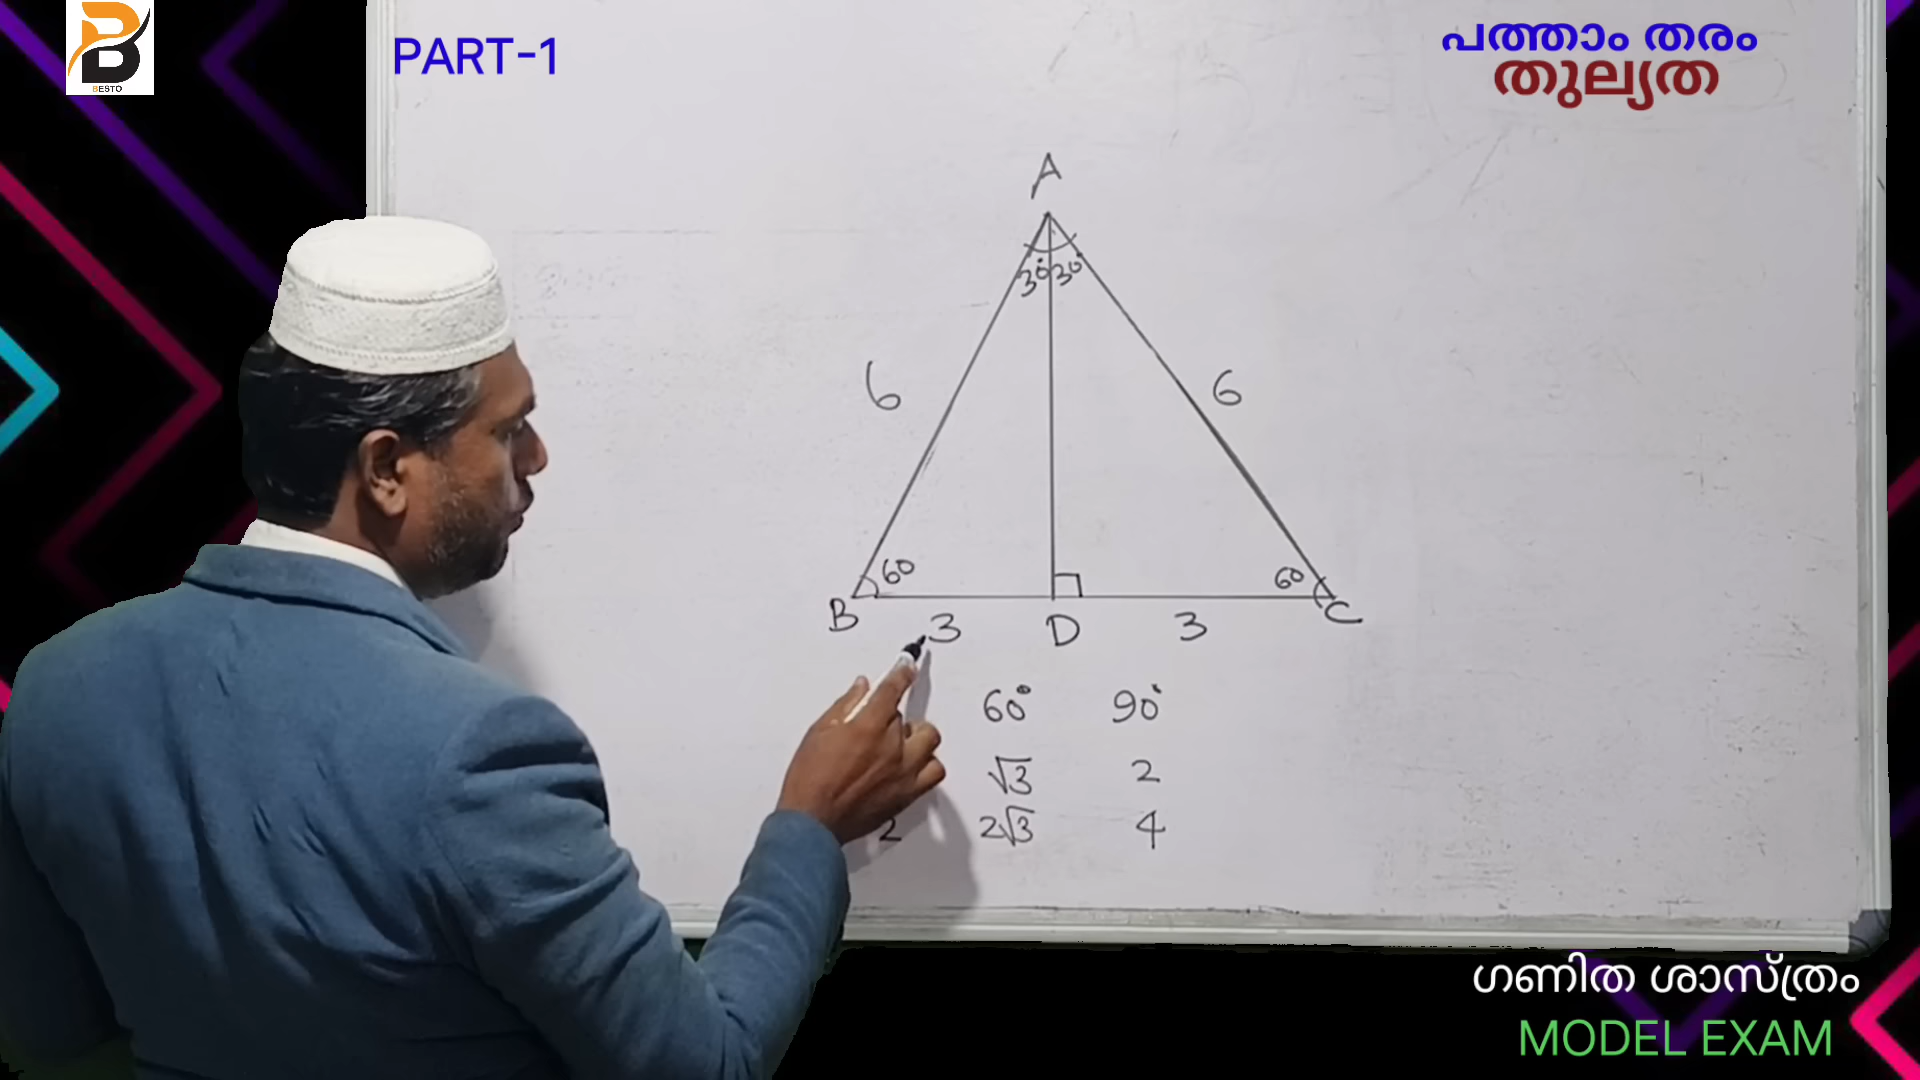 BESTO
PART-1
പത്താം തരം
തുല്യത
A
30° 30°
6 6
60 60
B 3 D 3 C
60° 90°
√3 2
2 2√3 4
ഗണിത ശാസ്ത്രം
MODEL EXAM